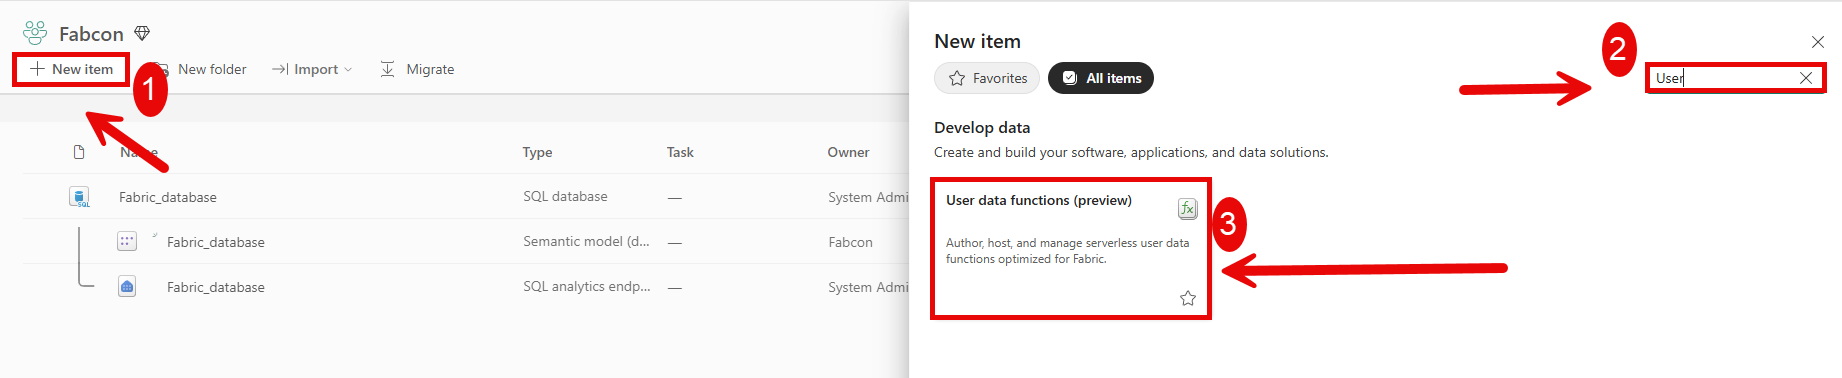 Fabcon
New item
New folder
Import
Migrate
1
Name
Type
Task
Owner
Fabric_database
SQL database
—
System Admi
Fabric_database
Semantic model (d...
—
Fabcon
Fabric_database
SQL analytics endp...
—
System Admi
SQL
New item
Favorites
All items
2
User
Develop data
Create and build your software, applications, and data solutions.
User data functions (preview)
fx
Author, host, and manage serverless user data
functions optimized for Fabric.
3